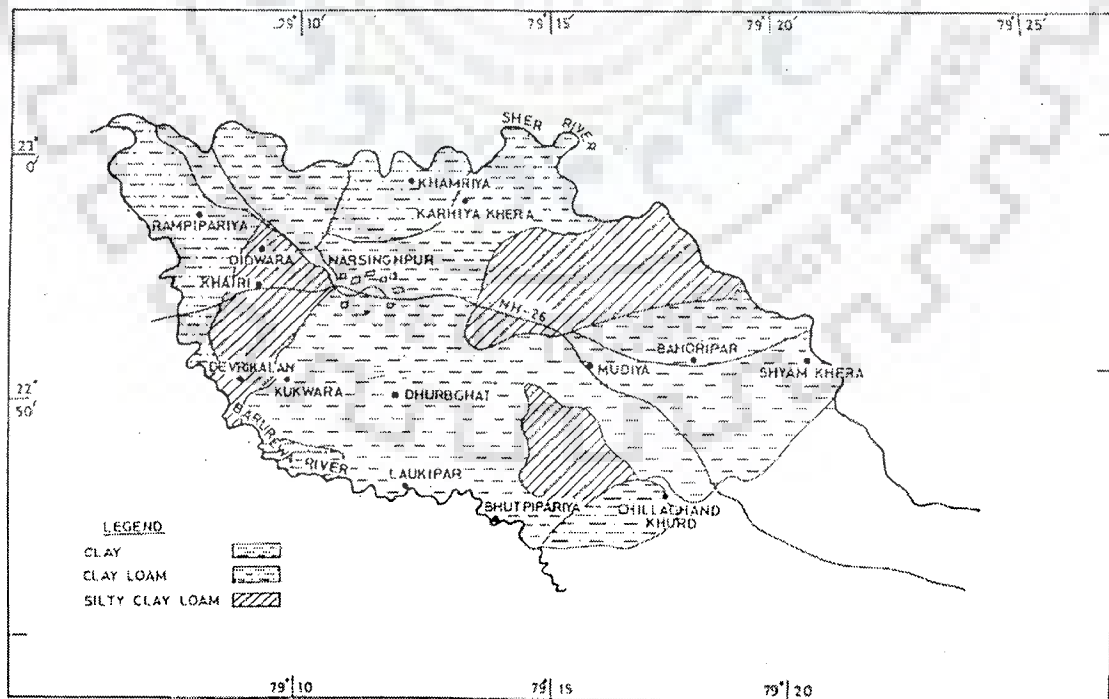 79° 10'
79° 15'
79° 20'
79° 25'
SHER RIVER
23° 0'
KHAMRIYA
KARHIYA KHERA
RAMPIPARIYA
DIDWARA
NARSINGHPUR
KHAIRI
NH-26
BAHORIPAR
MUDIYA
SHYAM KHERA
DEVRIKALAN
KUKWARA
DHURBGHAT
22° 50'
BARUREWA RIVER
LAUKIPAR
BHUTPIPARIYA
CHILLACHAND
KHURD
LEGEND
CLAY
CLAY LOAM
SILTY CLAY LOAM
79° 10
79° 15
79° 20